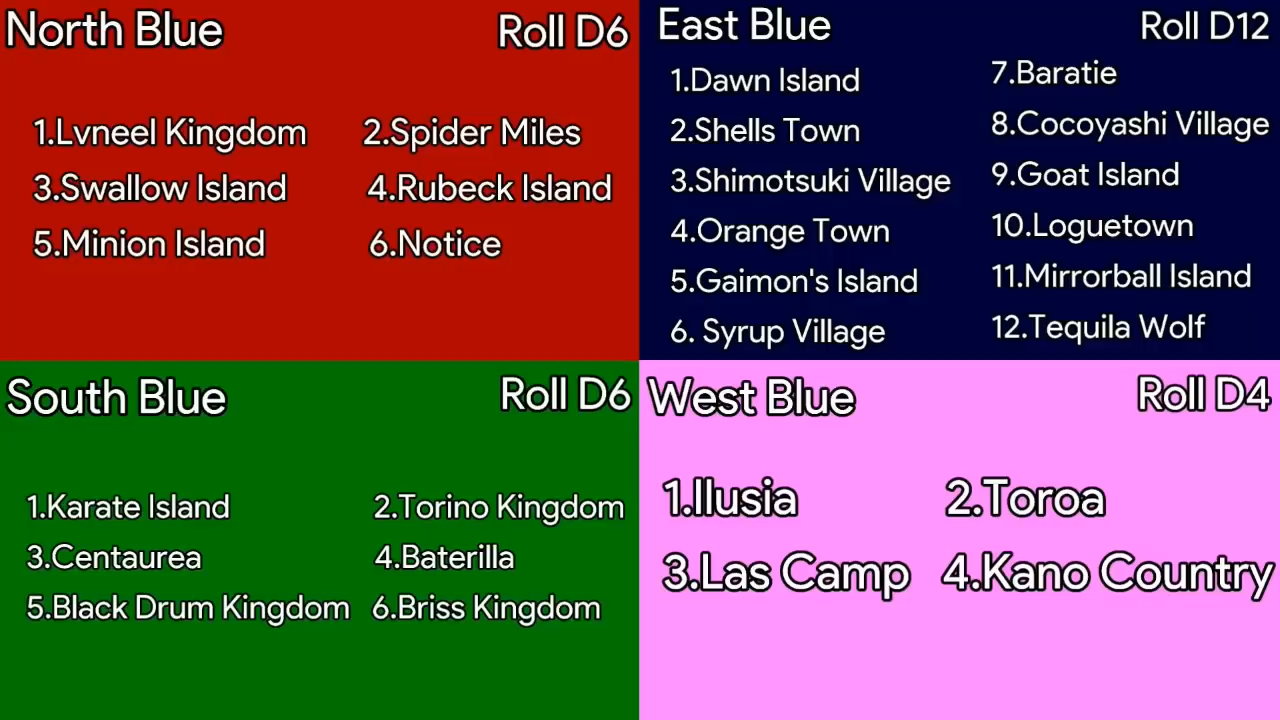 North Blue Roll D6
1.Lvneel Kingdom 2.Spider Miles
3.Swallow Island 4.Rubeck Island
5.Minion Island 6.Notice
East Blue Roll D12
1.Dawn Island
2.Shells Town
3.Shimotsuki Village
4.Orange Town
5.Gaimon's Island
6. Syrup Village
7.Baratie
8.Cocoyashi Village
9.Goat Island
10.Loguetown
11.Mirrorball Island
12.Tequila Wolf
South Blue Roll D6
1.Karate Island 2.Torino Kingdom
3.Centaurea 4.Baterilla
5.Black Drum Kingdom 6.Briss Kingdom
West Blue Roll D4
1.Ilusia 2.Toroa
3.Las Camp 4.Kano Country